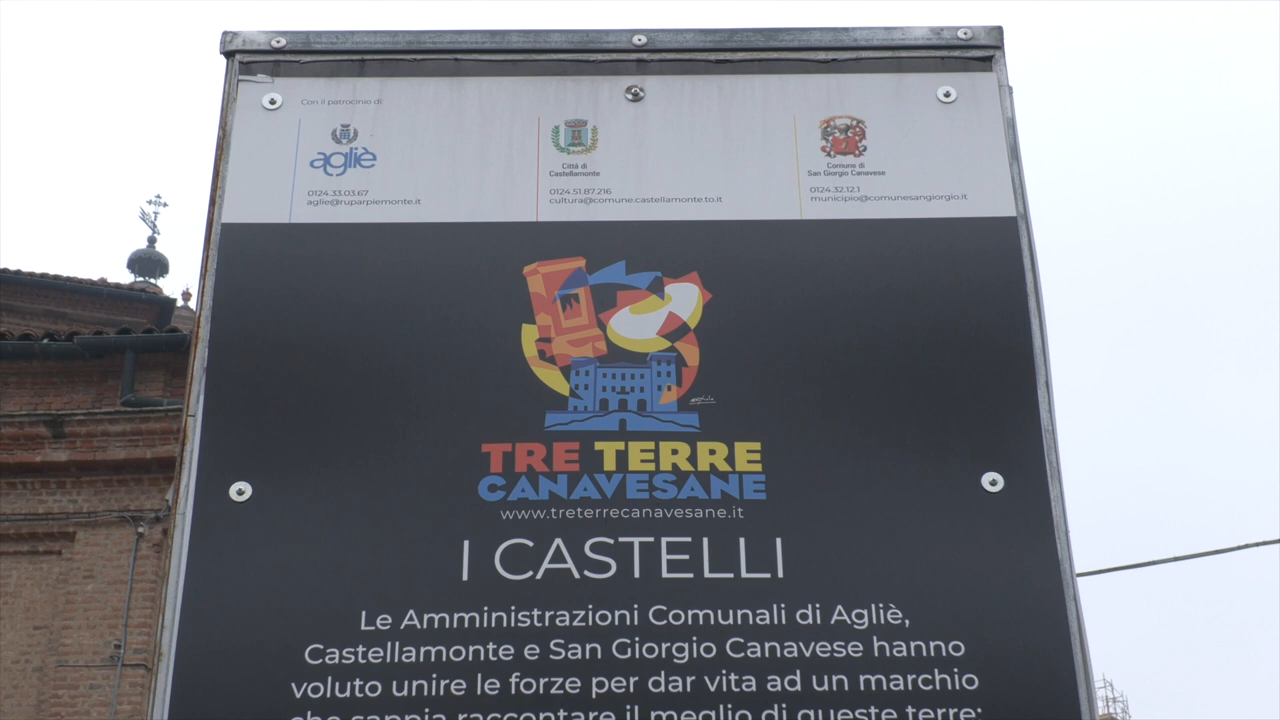 Con il patrocinio di:
agliè
0124.33.03.67
aglie@ruparpiemonte.it
Città di
Castellamonte
0124.51.87.216
cultura@comune.castellamonte.to.it
Comune di
San Giorgio Canavese
0124.32.12.1
municipio@comunesangiorgio.it
TRE TERRE
CANAVESANE
www.treterrecanavesane.it
I CASTELLI
Le Amministrazioni Comunali di Agliè,
Castellamonte e San Giorgio Canavese hanno
voluto unire le forze per dar vita ad un marchio
che sappia raccontare il meglio di queste terre: